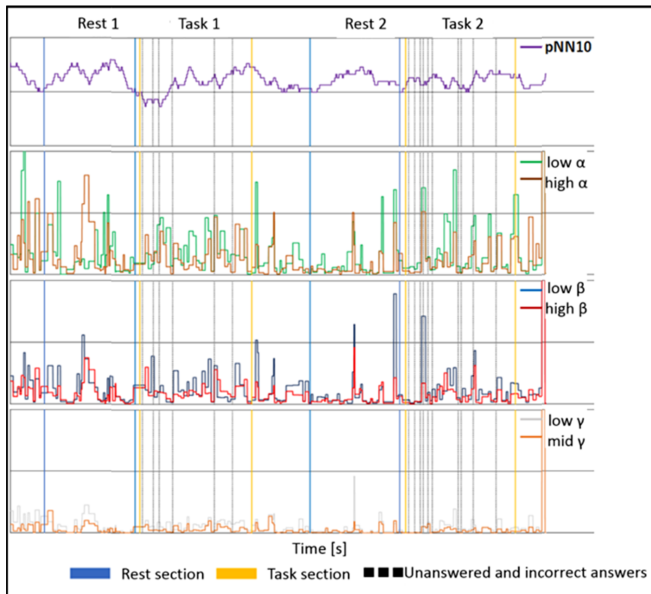 Rest 1 Task 1 Rest 2 Task 2
pNN10
low α
high α
low β
high β
low γ
mid γ
Time [s]
Rest section Task section Unanswered and incorrect answers